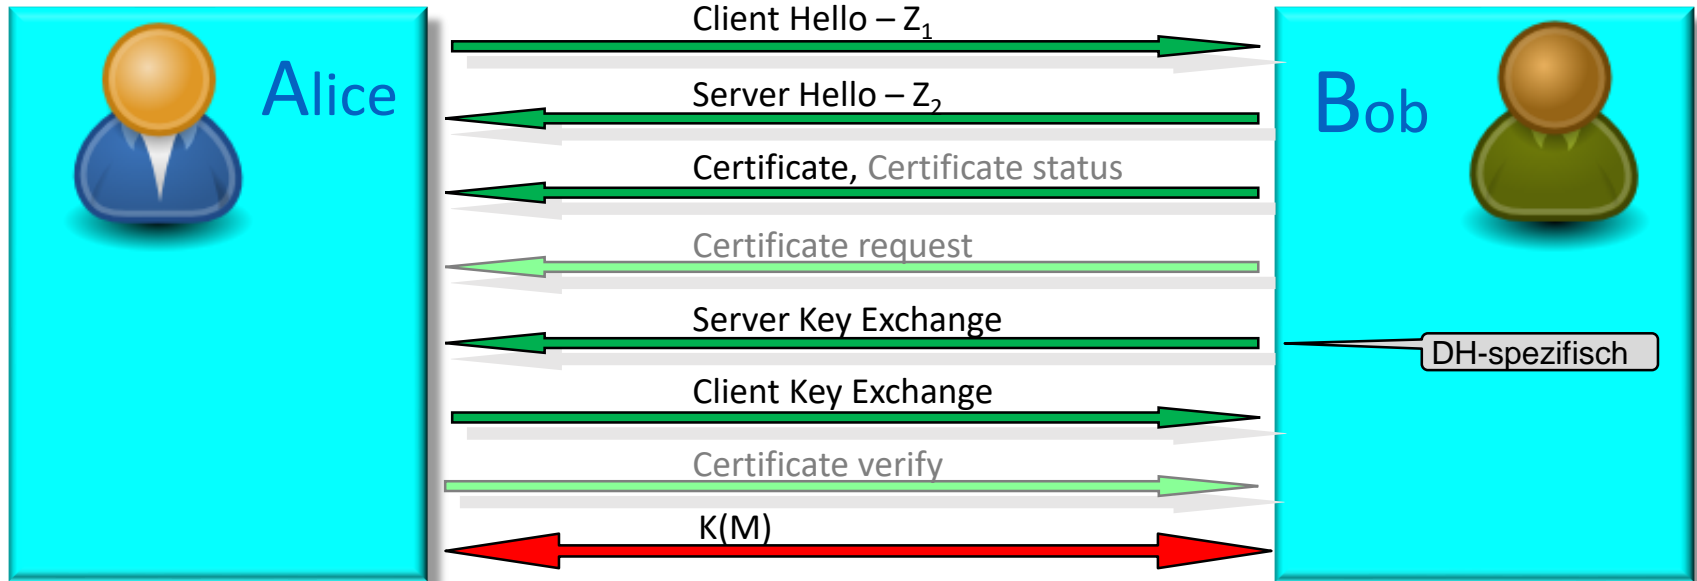 Client Hello – Z₁
Alice
Server Hello – Z₂
Bob
Certificate, Certificate status
Certificate request
Server Key Exchange
DH-spezifisch
Client Key Exchange
Certificate verify
K(M)